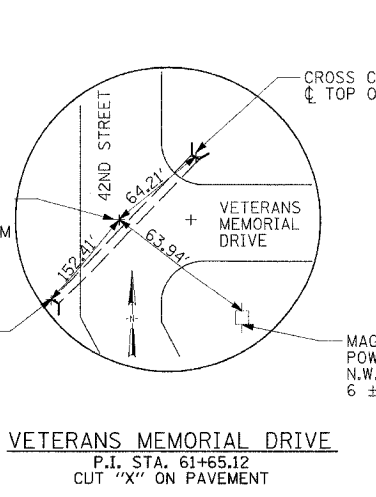 CROSS C
℄ TOP O
42ND STREET
64.21'
M
VETERANS
MEMORIAL
DRIVE
63.94'
152.41'
-N-
MAG
POW
N.W.
6 ±
VETERANS MEMORIAL DRIVE
P.I. STA. 61+65.12
CUT "X" ON PAVEMENT